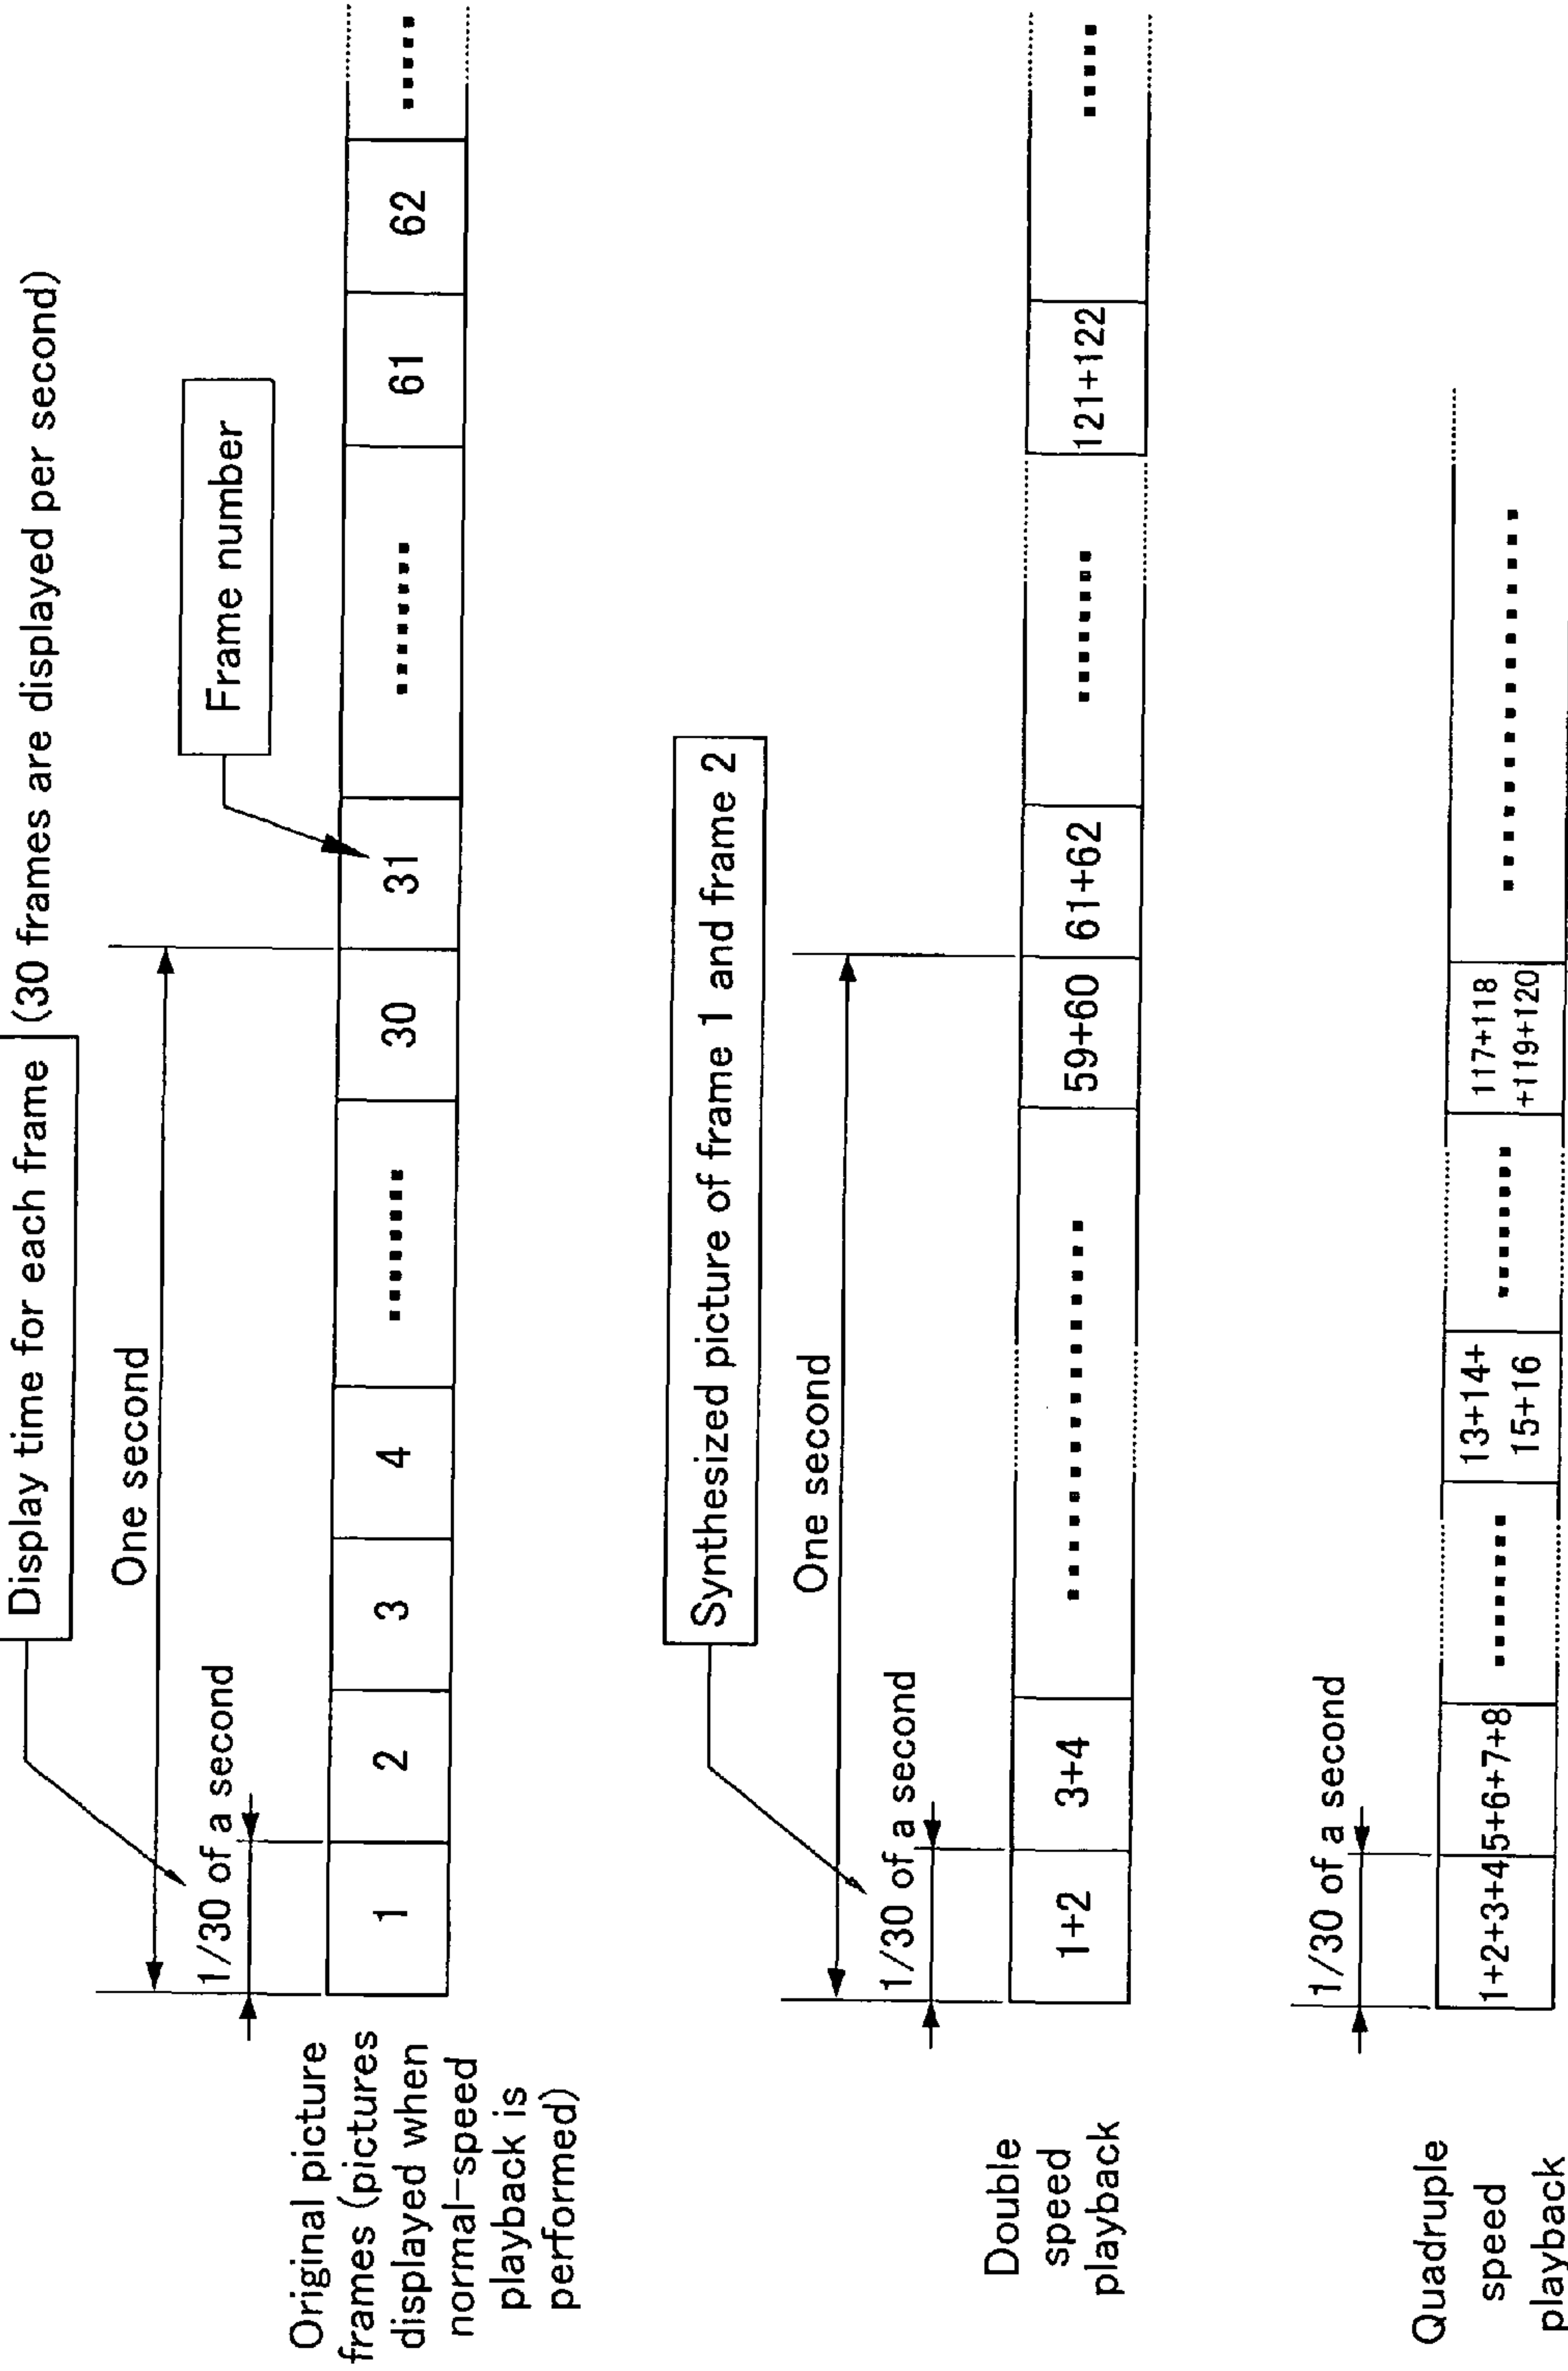 Display time for each frame
(30 frames are displayed per second)
One second
Frame number
1/30 of a second
Original picture
frames (pictures
displayed when
normal-speed
playback is
performed)
1
2
3
4
........
30
31
........
61
62
.....
Synthesized picture of frame 1 and frame 2
One second
1/30 of a second
Double
speed
playback
1+2
3+4
..................
59+60
61+62
........
121+122
.....
1/30 of a second
Quadruple
speed
playback
1+2+3+4
5+6+7+8
........
13+14+
15+16
........
117+118
+119+120
..................